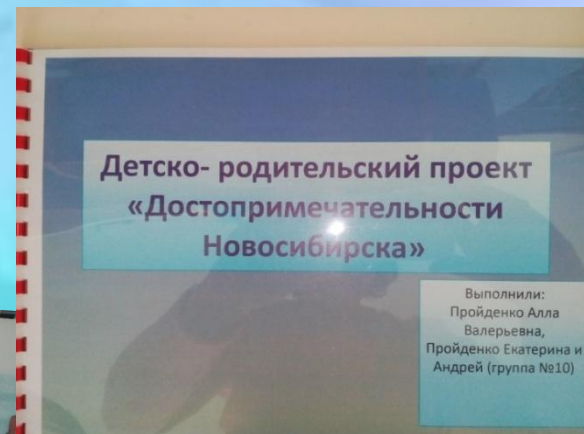 Детско- родительский проект
«Достопримечательности
Новосибирска»
Выполнили:
Пройденко Алла
Валерьевна,
Пройденко Екатерина и
Андрей (группа №10)